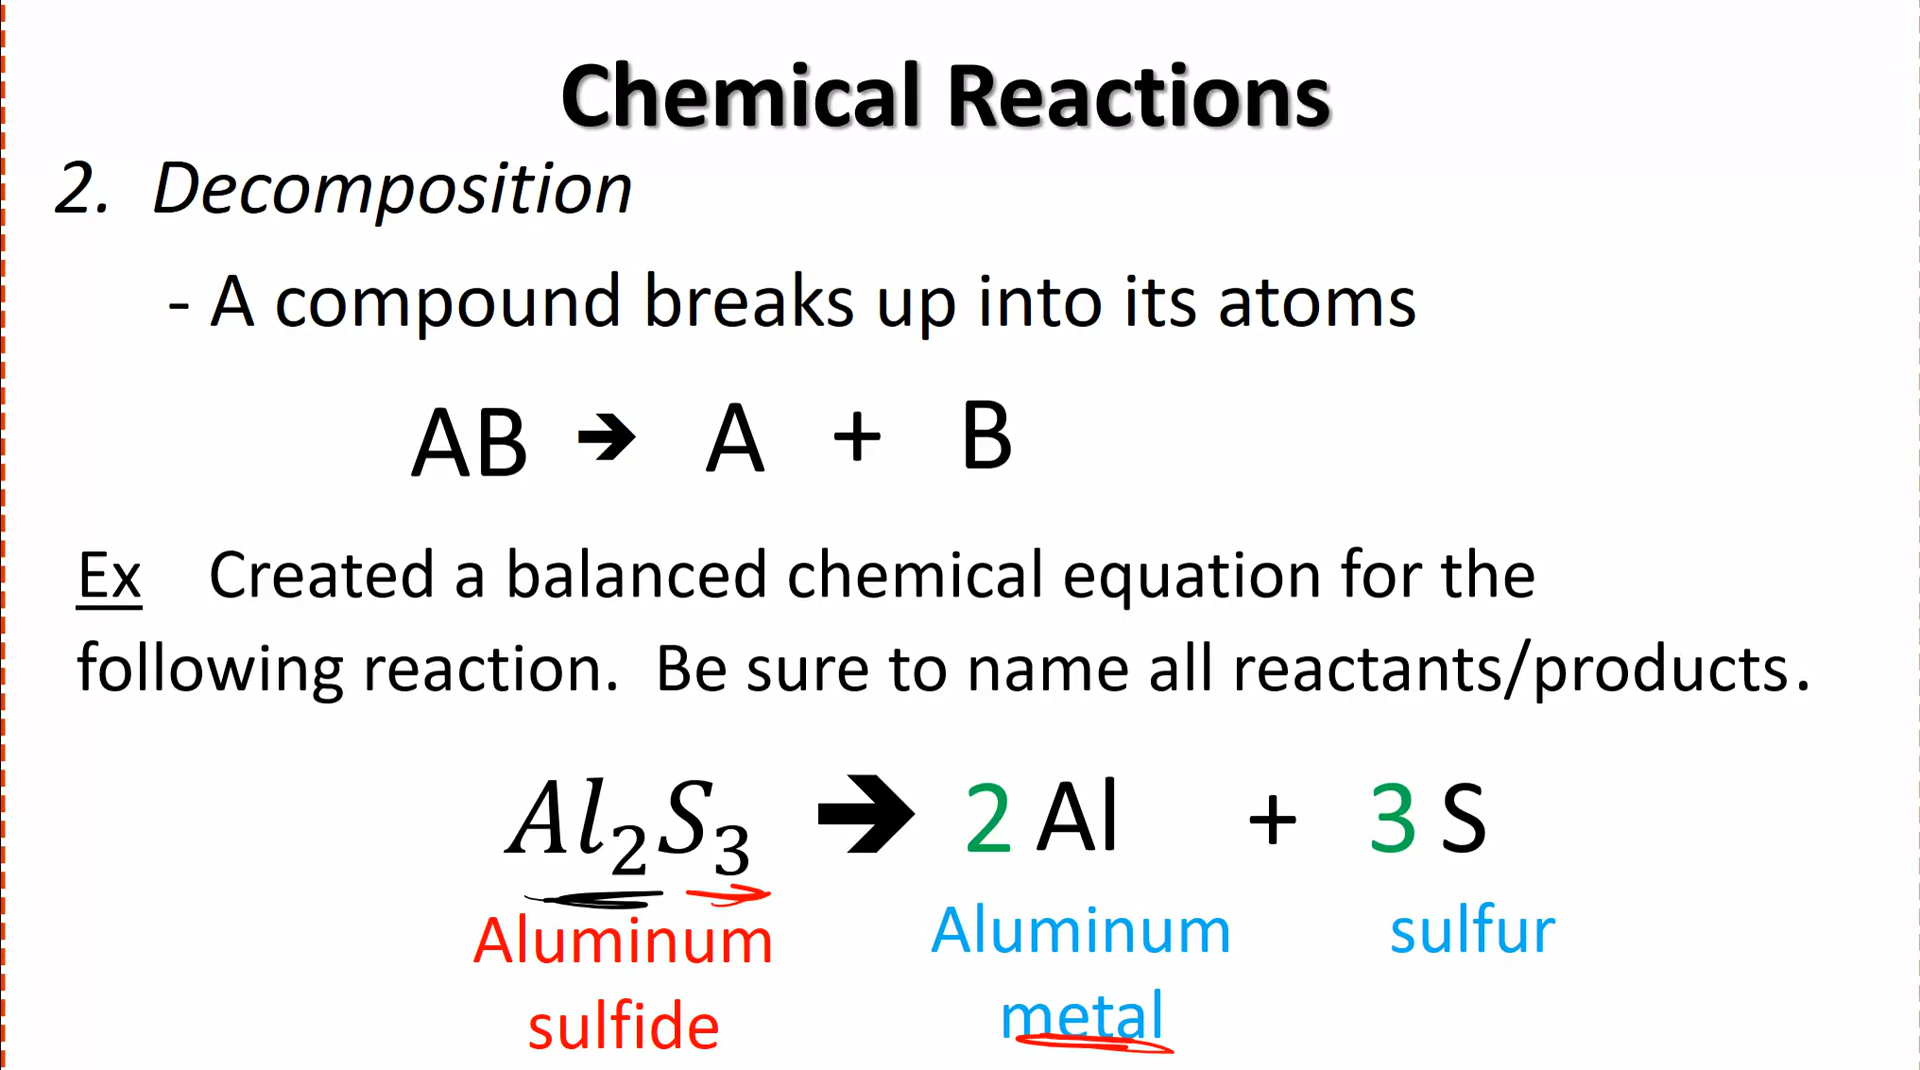 Chemical Reactions
2. Decomposition
- A compound breaks up into its atoms
AB ➔ A + B
Ex Created a balanced chemical equation for the
following reaction. Be sure to name all reactants/products.
Al₂S₃ ➔ 2 Al + 3 S
Aluminum Aluminum sulfur
sulfide metal